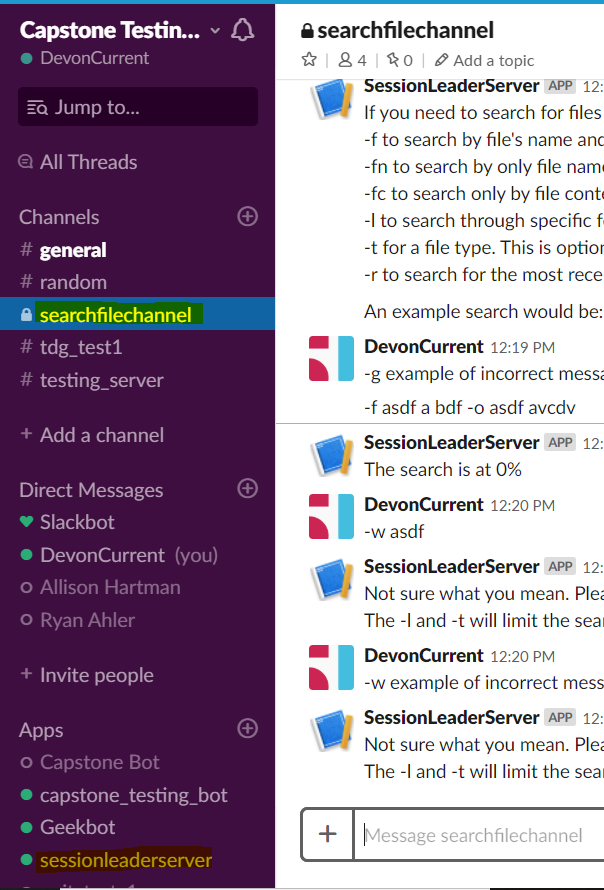 Capstone Testin...
DevonCurrent
Jump to...
All Threads
Channels
# general
# random
searchfilechannel
# tdg_test1
# testing_server
+ Add a channel
Direct Messages
Slackbot
DevonCurrent (you)
Allison Hartman
Ryan Ahler
+ Invite people
Apps
Capstone Bot
capstone_testing_bot
Geekbot
sessionleaderserver
searchfilechannel
4 | 0 | Add a topic
SessionLeaderServer APP 12:
If you need to search for files
-f to search by file's name and
-fn to search by only file nam
-fc to search only by file cont
-l to search through specific f
-t for a file type. This is option
-r to search for the most rece
An example search would be:
DevonCurrent 12:19 PM
-g example of incorrect messa
-f asdf a bdf -o asdf avcdv
SessionLeaderServer APP 12:
The search is at 0%
DevonCurrent 12:20 PM
-w asdf
SessionLeaderServer APP 12:
Not sure what you mean. Plea
The -l and -t will limit the sear
DevonCurrent 12:20 PM
-w example of incorrect mess
SessionLeaderServer APP 12:
Not sure what you mean. Plea
The -l and -t will limit the sear
+ Message searchfilechannel